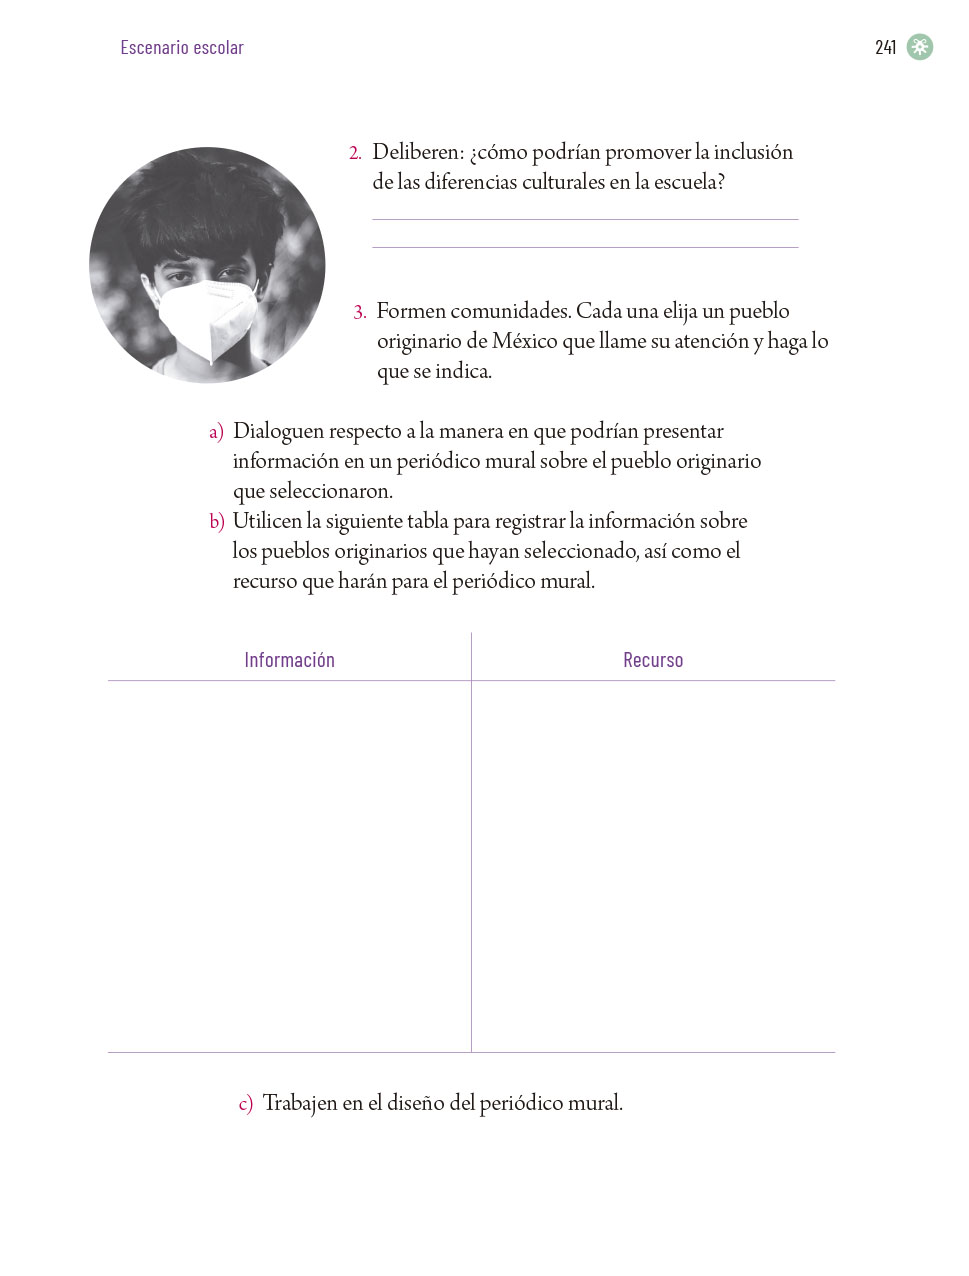 Escenario escolar
241
2. Deliberen: ¿cómo podrían promover la inclusión
de las diferencias culturales en la escuela?
3. Formen comunidades. Cada una elija un pueblo
originario de México que llame su atención y haga lo
que se indica.
a) Dialoguen respecto a la manera en que podrían presentar
información en un periódico mural sobre el pueblo originario
que seleccionaron.
b) Utilicen la siguiente tabla para registrar la información sobre
los pueblos originarios que hayan seleccionado, así como el
recurso que harán para el periódico mural.
Información
Recurso
c) Trabajen en el diseño del periódico mural.